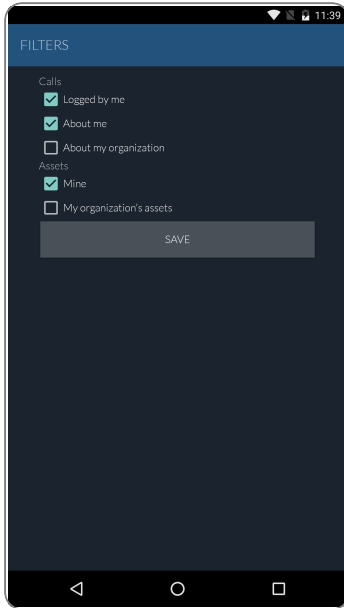 11:39
FILTERS
Calls
Logged by me
About me
About my organization
Assets
Mine
My organization's assets
SAVE